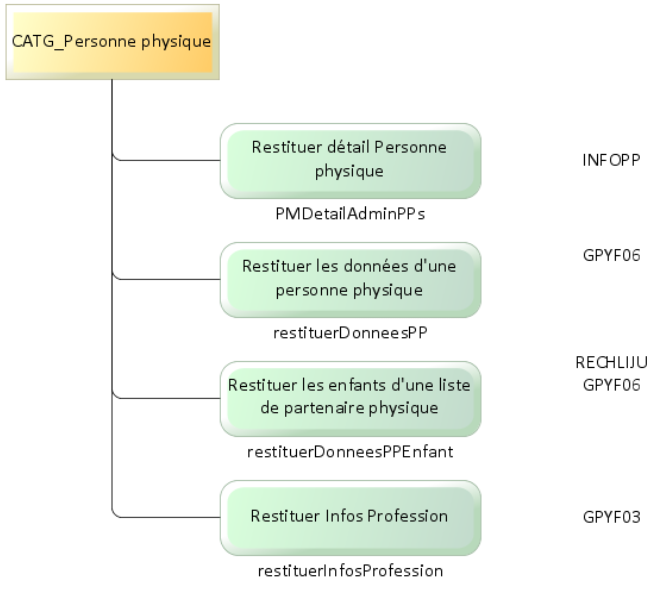 CATG_Personne physique
Restituer détail Personne
physique
INFOPP
PMDetailAdminPPs
GPYF06
Restituer les données d'une
personne physique
restituerDonneesPP
RECHLIJU
Restituer les enfants d'une liste
GPYF06
de partenaire physique
restituerDonneesPPEnfant
Restituer Infos Profession
GPYF03
restituerInfosProfession